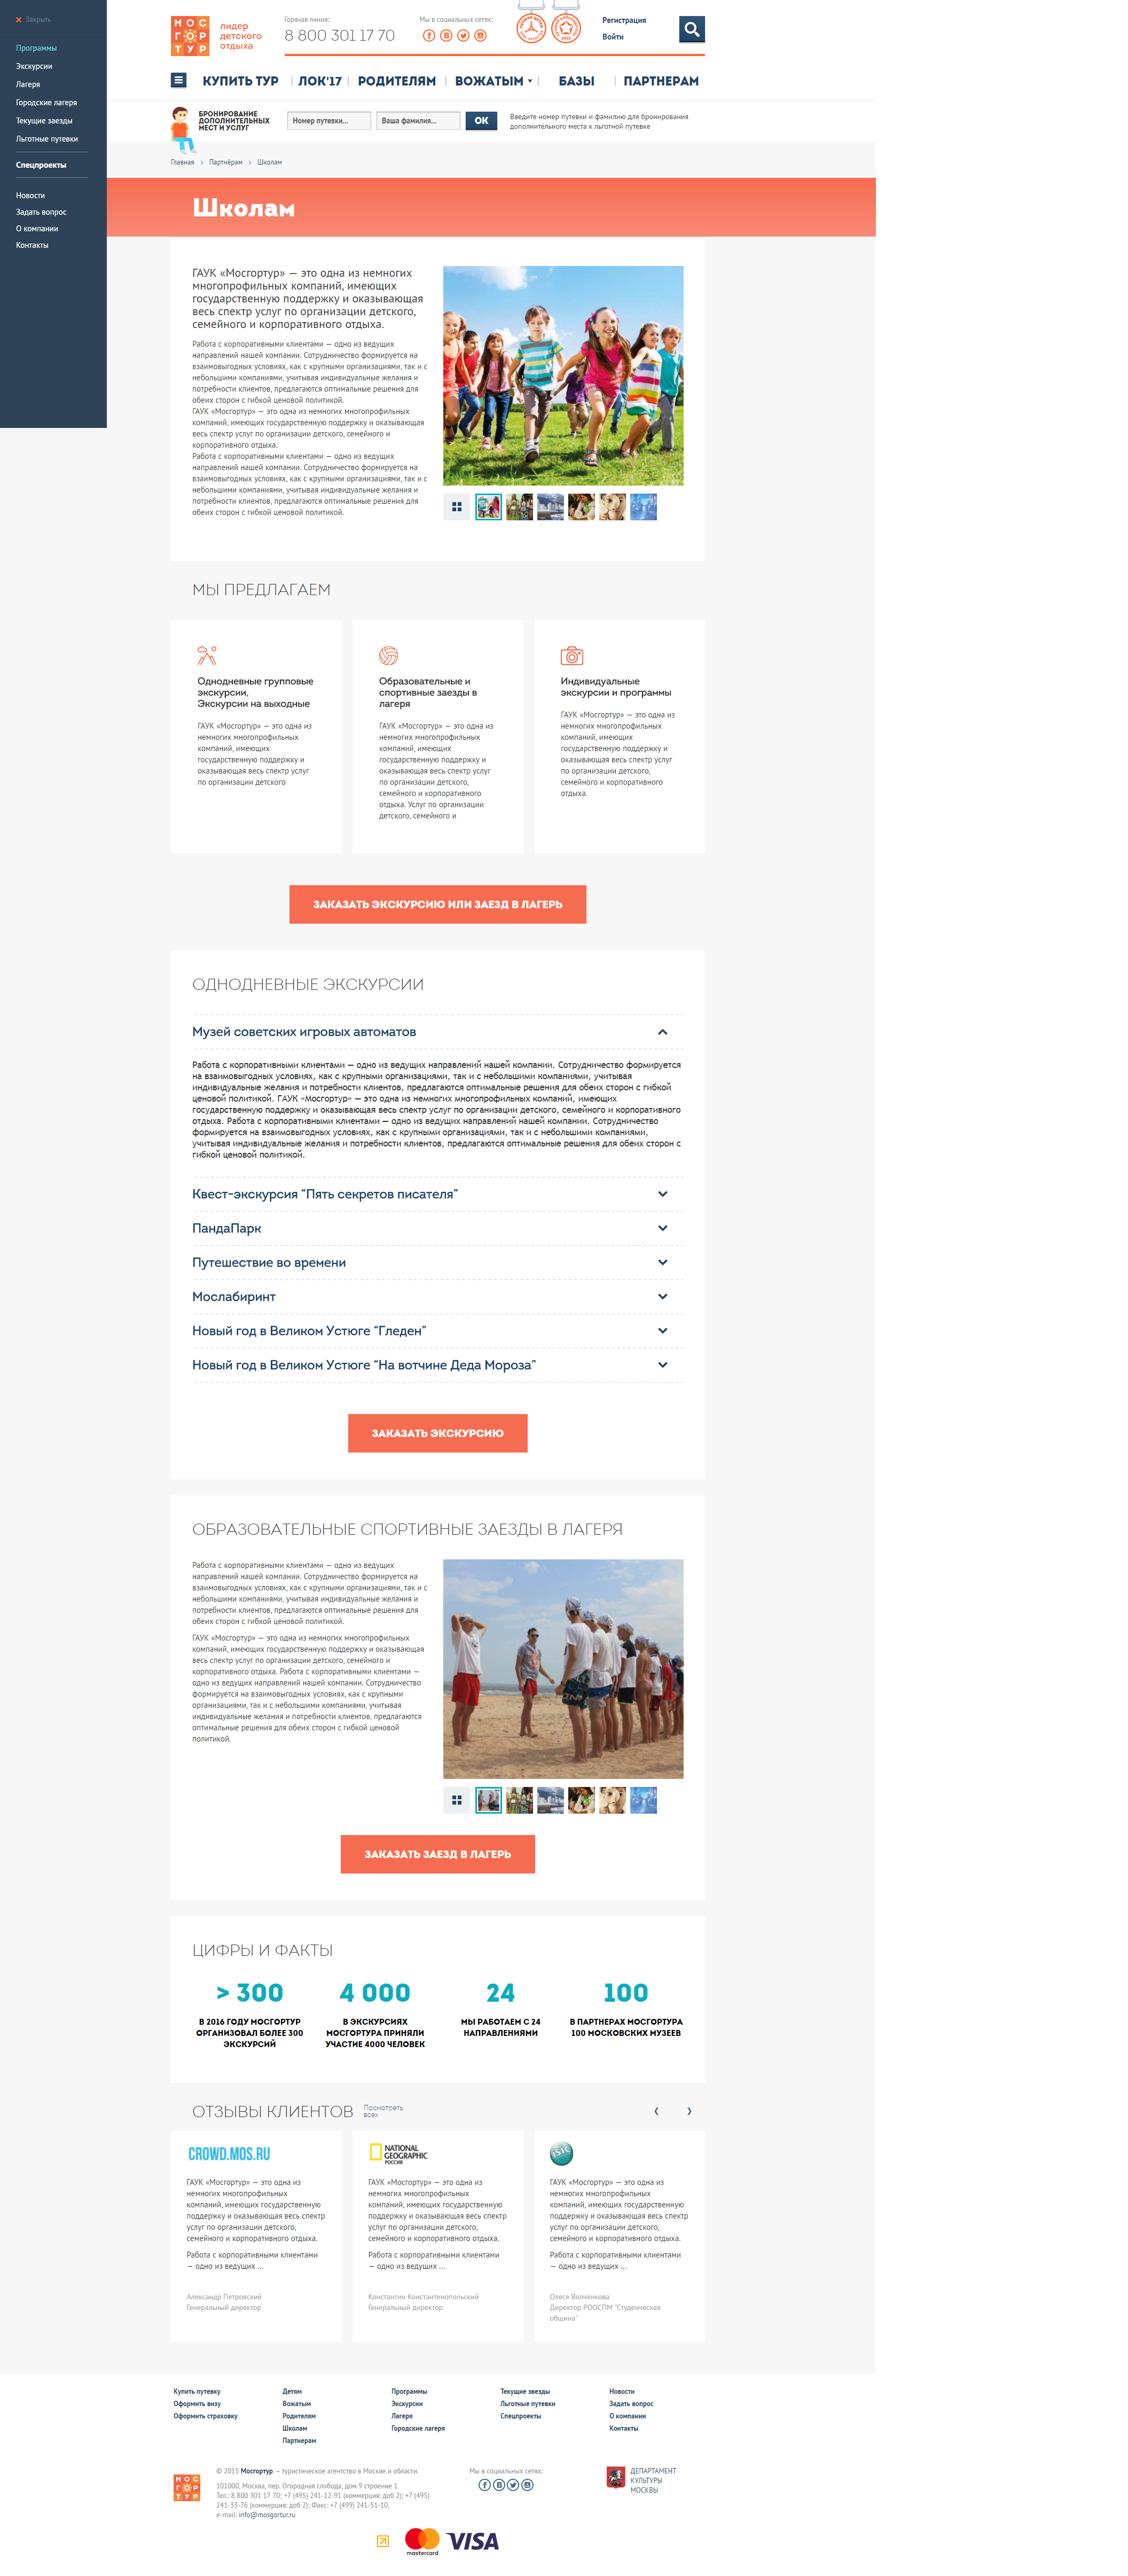 Закрыть
Программы
Экскурсии
Лагеря
Городские лагеря
Текущие заезды
Льготные путевки
Спецпроекты
Новости
Задать вопрос
О компании
Контакты
МОС
ГОР
ТУР
лидер
детского
отдыха
Горячая линия:
8 800 301 17 70
Мы в социальных сетях:
Регистрация
Войти
КУПИТЬ ТУР
ЛОК'17
РОДИТЕЛЯМ
ВОЖАТЫМ
БАЗЫ
ПАРТНЕРАМ
БРОНИРОВАНИЕ
ДОПОЛНИТЕЛЬНЫХ
МЕСТ И УСЛУГ
Номер путевки...
Ваша фамилия...
ОК
Введите номер путевки и фамилию для бронирования
дополнительного места к льготной путевке
Главная › Партнёрам › Школам
Школам
ГАУК «Мосгортур» — это одна из немногих
многопрофильных компаний, имеющих
государственную поддержку и оказывающая
весь спектр услуг по организации детского,
семейного и корпоративного отдыха.
Работа с корпоративными клиентами — одно из ведущих
направлений нашей компании. Сотрудничество формируется на
взаимовыгодных условиях, как с крупными организациями, так и с
небольшими компаниями, учитывая индивидуальные желания и
потребности клиентов, предлагаются оптимальные решения для
обеих сторон с гибкой ценовой политикой.
ГАУК «Мосгортур» — это одна из немногих многопрофильных
компаний, имеющих государственную поддержку и оказывающая
весь спектр услуг по организации детского, семейного и
корпоративного отдыха.
Работа с корпоративными клиентами — одно из ведущих
направлений нашей компании. Сотрудничество формируется на
взаимовыгодных условиях, как с крупными организациями, так и с
небольшими компаниями, учитывая индивидуальные желания и
потребности клиентов, предлагаются оптимальные решения для
обеих сторон с гибкой ценовой политикой.
МЫ ПРЕДЛАГАЕМ
Однодневные групповые
экскурсии,
Экскурсии на выходные
ГАУК «Мосгортур» — это одна из
немногих многопрофильных
компаний, имеющих
государственную поддержку и
оказывающая весь спектр услуг
по организации детского
Образовательные и
спортивные заезды в
лагеря
ГАУК «Мосгортур» — это одна из
немногих многопрофильных
компаний, имеющих
государственную поддержку и
оказывающая весь спектр услуг
по организации детского,
семейного и корпоративного
отдыха. Услуг по организации
детского, семейного и
Индивидуальные
экскурсии и программы
ГАУК «Мосгортур» — это одна из
немногих многопрофильных
компаний, имеющих
государственную поддержку и
оказывающая весь спектр услуг
по организации детского,
семейного и корпоративного
отдыха.
ЗАКАЗАТЬ ЭКСКУРСИЮ ИЛИ ЗАЕЗД В ЛАГЕРЬ
ОДНОДНЕВНЫЕ ЭКСКУРСИИ
Музей советских игровых автоматов
Работа с корпоративными клиентами — одно из ведущих направлений нашей компании. Сотрудничество формируется
на взаимовыгодных условиях, как с крупными организациями, так и с небольшими компаниями, учитывая
индивидуальные желания и потребности клиентов, предлагаются оптимальные решения для обеих сторон с гибкой
ценовой политикой. ГАУК «Мосгортур» — это одна из немногих многопрофильных компаний, имеющих
государственную поддержку и оказывающая весь спектр услуг по организации детского, семейного и корпоративного
отдыха. Работа с корпоративными клиентами — одно из ведущих направлений нашей компании. Сотрудничество
формируется на взаимовыгодных условиях, как с крупными организациями, так и с небольшими компаниями,
учитывая индивидуальные желания и потребности клиентов, предлагаются оптимальные решения для обеих сторон с
гибкой ценовой политикой.
Квест-экскурсия “Пять секретов писателя”
ПандаПарк
Путешествие во времени
Мослабиринт
Новый год в Великом Устюге “Гледен”
Новый год в Великом Устюге “На вотчине Деда Мороза”
ЗАКАЗАТЬ ЭКСКУРСИЮ
ОБРАЗОВАТЕЛЬНЫЕ СПОРТИВНЫЕ ЗАЕЗДЫ В ЛАГЕРЯ
Работа с корпоративными клиентами — одно из ведущих
направлений нашей компании. Сотрудничество формируется на
взаимовыгодных условиях, как с крупными организациями, так и с
небольшими компаниями, учитывая индивидуальные желания и
потребности клиентов, предлагаются оптимальные решения для
обеих сторон с гибкой ценовой политикой.
ГАУК «Мосгортур» — это одна из немногих многопрофильных
компаний, имеющих государственную поддержку и оказывающая
весь спектр услуг по организации детского, семейного и
корпоративного отдыха. Работа с корпоративными клиентами —
одно из ведущих направлений нашей компании. Сотрудничество
формируется на взаимовыгодных условиях, как с крупными
организациями, так и с небольшими компаниями, учитывая
индивидуальные желания и потребности клиентов, предлагаются
оптимальные решения для обеих сторон с гибкой ценовой
политикой.
ЗАКАЗАТЬ ЗАЕЗД В ЛАГЕРЬ
ЦИФРЫ И ФАКТЫ
> 300
В 2016 ГОДУ МОСГОРТУР
ОРГАНИЗОВАЛ БОЛЕЕ 300
ЭКСКУРСИЙ
4 000
В ЭКСКУРСИЯХ
МОСГОРТУРА ПРИНЯЛИ
УЧАСТИЕ 4000 ЧЕЛОВЕК
24
МЫ РАБОТАЕМ С 24
НАПРАВЛЕНИЯМИ
100
В ПАРТНЕРАХ МОСГОРТУРА
100 МОСКОВСКИХ МУЗЕЕВ
ОТЗЫВЫ КЛИЕНТОВ
Посмотреть
всех
CROWD.MOS.RU
ГАУК «Мосгортур» — это одна из
немногих многопрофильных
компаний, имеющих государственную
поддержку и оказывающая весь спектр
услуг по организации детского,
семейного и корпоративного отдыха.
Работа с корпоративными клиентами
— одно из ведущих ...
Александр Петровский
Генеральный директор
NATIONAL
GEOGRAPHIC
РОССИЯ
ГАУК «Мосгортур» — это одна из
немногих многопрофильных
компаний, имеющих государственную
поддержку и оказывающая весь спектр
услуг по организации детского,
семейного и корпоративного отдыха.
Работа с корпоративными клиентами
— одно из ведущих ...
Константин Константинопольский
Генеральный директор
ISIC
ГАУК «Мосгортур» — это одна из
немногих многопрофильных
компаний, имеющих государственную
поддержку и оказывающая весь спектр
услуг по организации детского,
семейного и корпоративного отдыха.
Работа с корпоративными клиентами
— одно из ведущих ...
Олеся Волченкова
Директор РООСПМ “Студенческая
община”
Купить путевку
Оформить визу
Оформить страховку
Детям
Вожатым
Родителям
Школам
Партнерам
Программы
Экскурсии
Лагеря
Городские лагеря
Текущие звезды
Льготные путевки
Спецпроекты
Новости
Задать вопрос
О компании
Контакты
МОС
ГОР
ТУР
© 2015 Мосгортур — туристическое агентство в Москве и области
101000, Москва, пер. Огородная слобода, дом 9 строение 1
Тел.: 8 800 301 17 70; +7 (495) 241-12-91 (коммерция: доб 2); +7 (495)
241-33-76 (коммерция: доб 2); Факс: +7 (499) 241-51-10,
e-mail: info@mosgortur.ru
Мы в социальных сетях:
ДЕПАРТАМЕНТ
КУЛЬТУРЫ
МОСКВЫ
mastercard
VISA